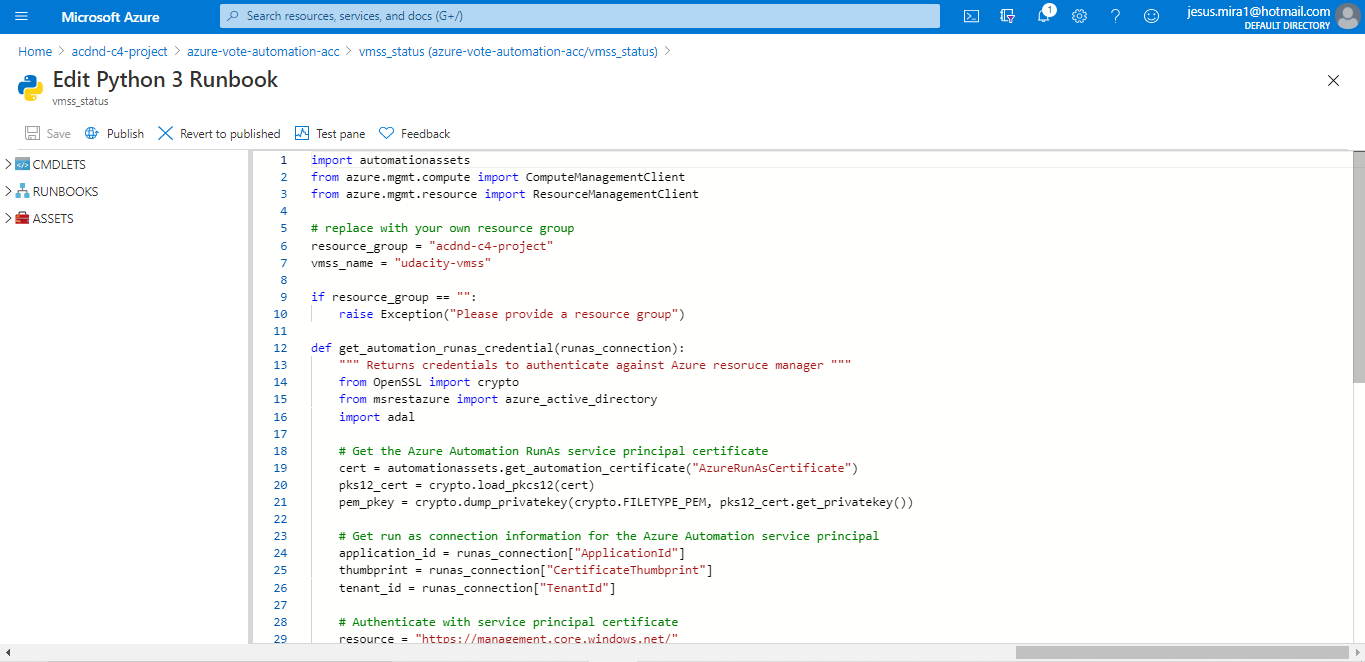 Microsoft Azure
Search resources, services, and docs (G+/)
1
jesus.mira1@hotmail.com
DEFAULT DIRECTORY
Home > acdnd-c4-project > azure-vote-automation-acc > vmss_status (azure-vote-automation-acc/vmss_status) >
Edit Python 3 Runbook
vmss_status
Save Publish Revert to published Test pane Feedback
CMDLETS
RUNBOOKS
ASSETS
1 import automationassets
2 from azure.mgmt.compute import ComputeManagementClient
3 from azure.mgmt.resource import ResourceManagementClient
4
5 # replace with your own resource group
6 resource_group = "acdnd-c4-project"
7 vmss_name = "udacity-vmss"
8
9 if resource_group == "":
10 raise Exception("Please provide a resource group")
11
12 def get_automation_runas_credential(runas_connection):
13 """ Returns credentials to authenticate against Azure resoruce manager """
14 from OpenSSL import crypto
15 from msrestazure import azure_active_directory
16 import adal
17
18 # Get the Azure Automation RunAs service principal certificate
19 cert = automationassets.get_automation_certificate("AzureRunAsCertificate")
20 pks12_cert = crypto.load_pkcs12(cert)
21 pem_pkey = crypto.dump_privatekey(crypto.FILETYPE_PEM, pks12_cert.get_privatekey())
22
23 # Get run as connection information for the Azure Automation service principal
24 application_id = runas_connection["ApplicationId"]
25 thumbprint = runas_connection["CertificateThumbprint"]
26 tenant_id = runas_connection["TenantId"]
27
28 # Authenticate with service principal certificate
29 resource = "https://management.core.windows.net/"